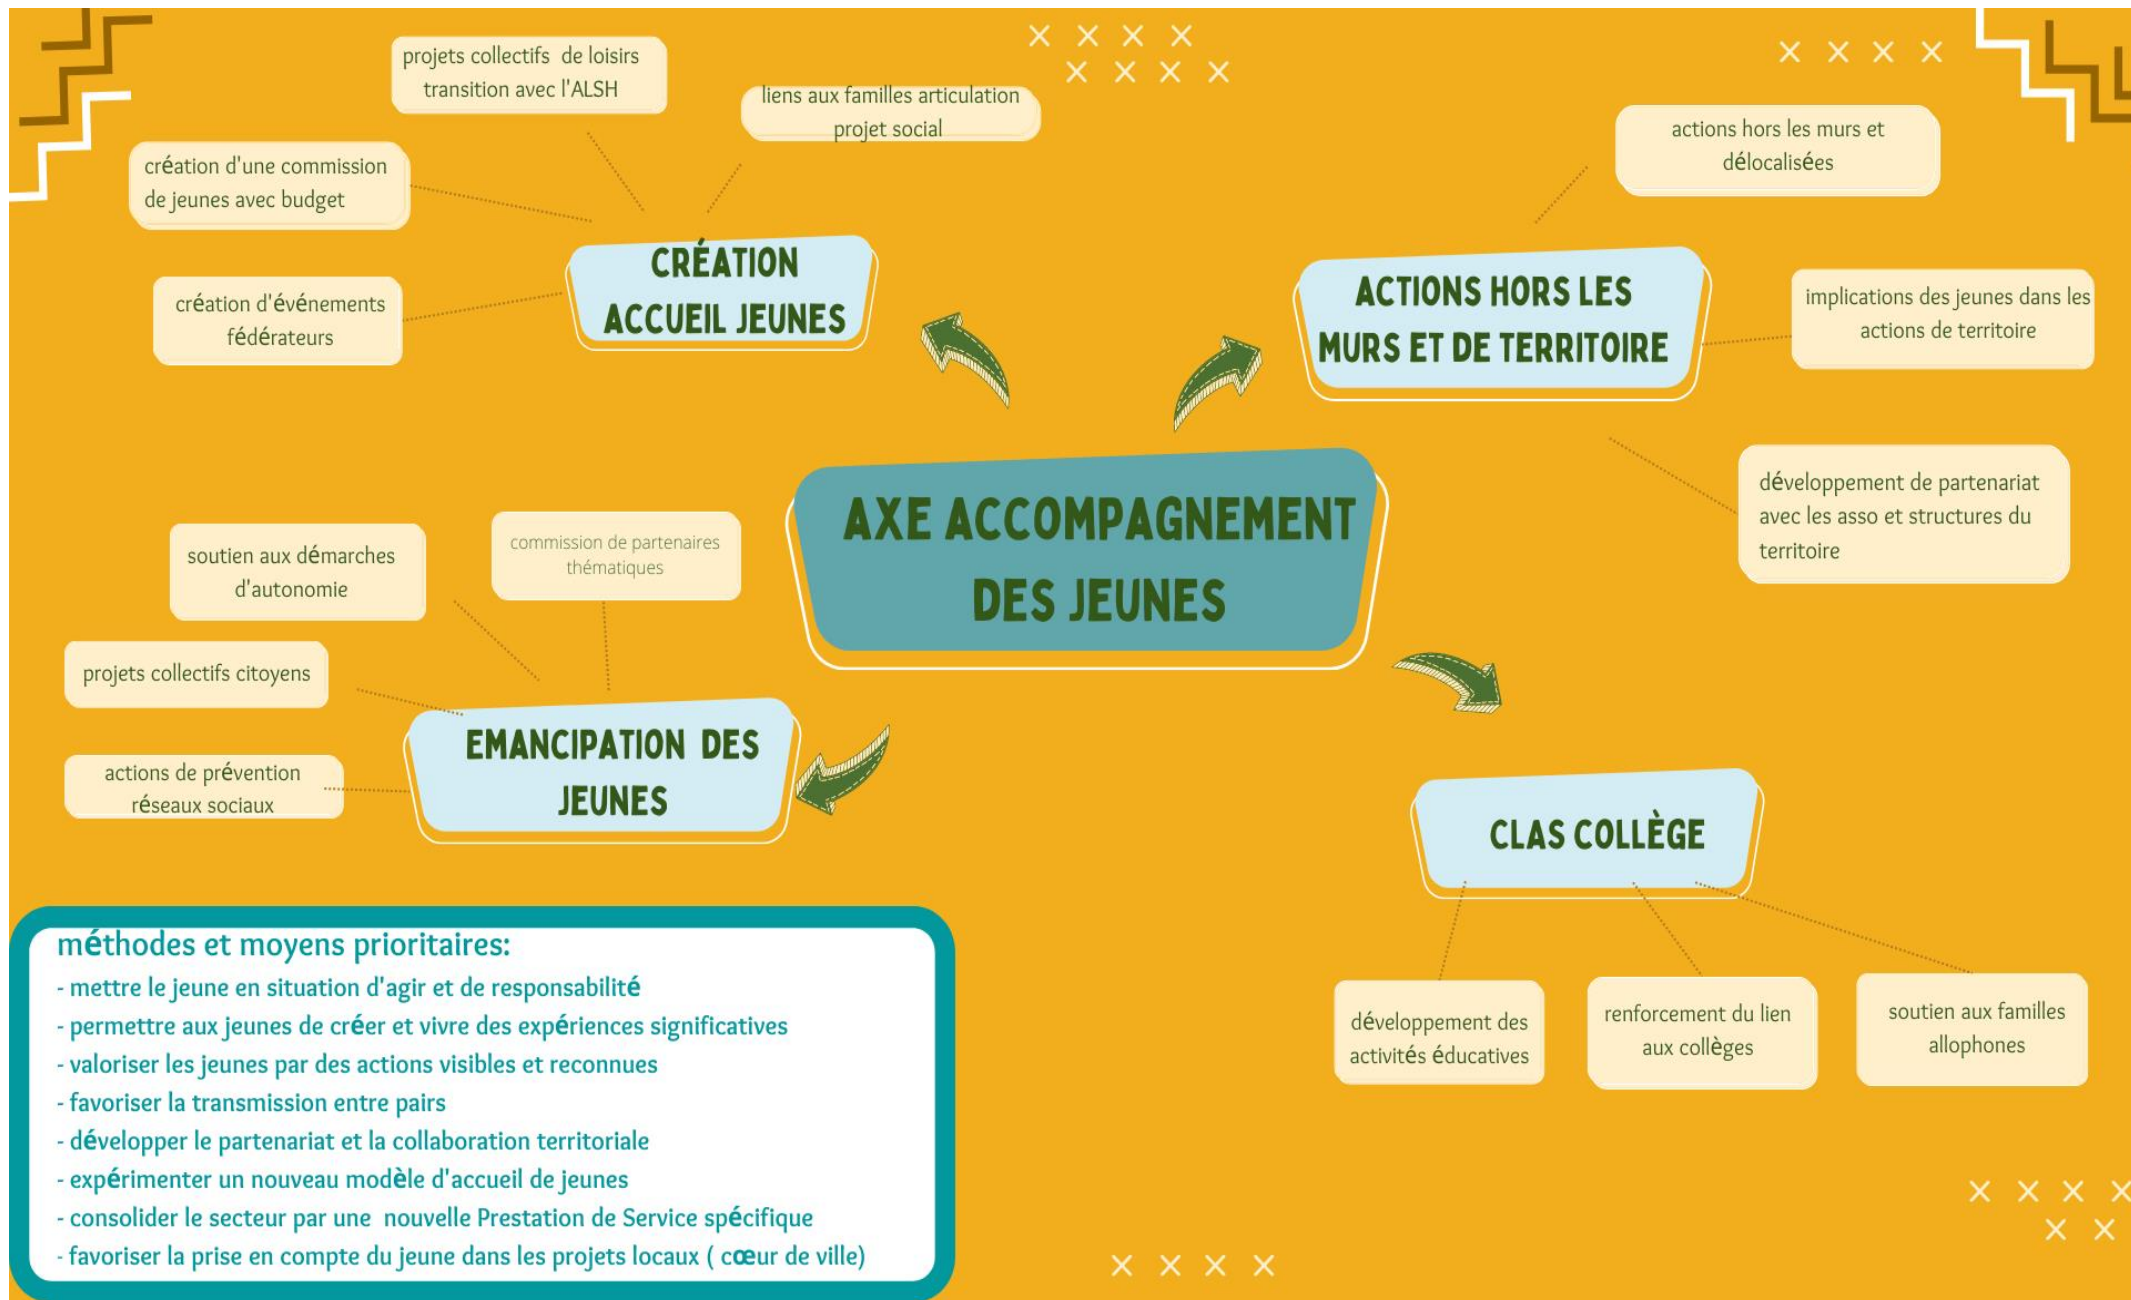 projets collectifs  de loisirs
transition avec l'ALSH
liens aux familles articulation
projet social
création d'une commission
de jeunes avec budget
création d'événements
fédérateurs
CRÉATION
ACCUEIL JEUNES
actions hors les murs et
délocalisées
ACTIONS HORS LES
MURS ET DE TERRITOIRE
implications des jeunes dans les
actions de territoire
développement de partenariat
avec les asso et structures du
territoire
AXE ACCOMPAGNEMENT
DES JEUNES
soutien aux démarches
d'autonomie
commission de partenaires
thématiques
projets collectifs citoyens
actions de prévention
réseaux sociaux
EMANCIPATION  DES
JEUNES
CLAS COLLÈGE
développement des
activités éducatives
renforcement du lien
aux collèges
soutien aux familles
allophones
méthodes et moyens prioritaires:
- mettre le jeune en situation d'agir et de responsabilité
- permettre aux jeunes de créer et vivre des expériences significatives
- valoriser les jeunes par des actions visibles et reconnues
- favoriser la transmission entre pairs
- développer le partenariat et la collaboration territoriale
- expérimenter un nouveau modèle d'accueil de jeunes
- consolider le secteur par une  nouvelle Prestation de Service spécifique
- favoriser la prise en compte du jeune dans les projets locaux ( cœur de ville)